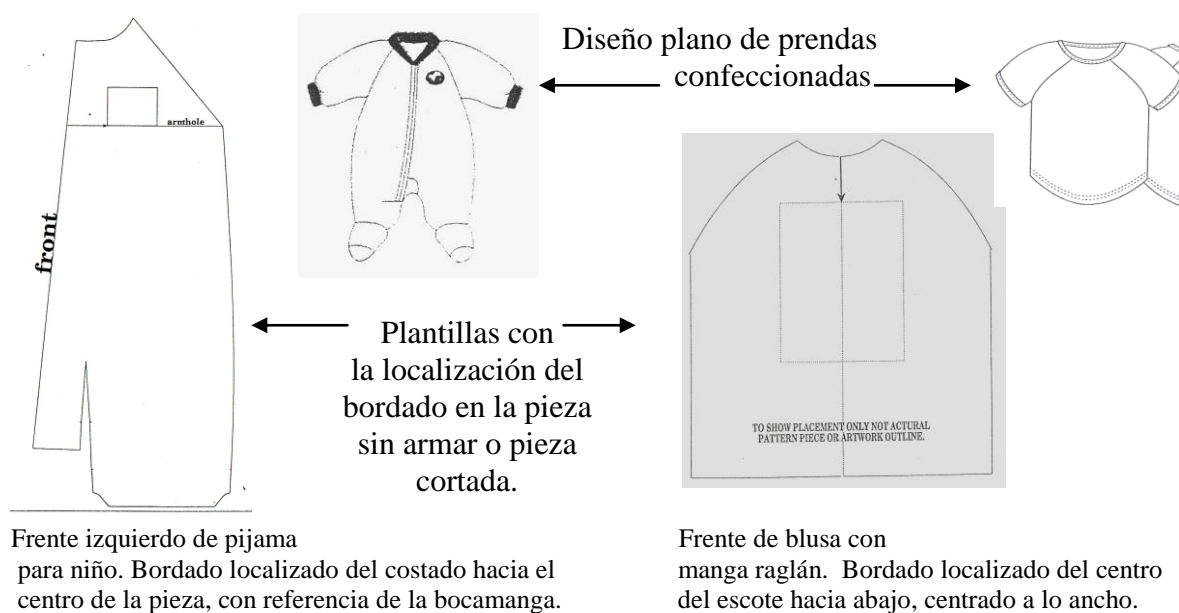 Diseño plano de prendas
confeccionadas
armhole
front
Plantillas con
la localización del
bordado en la pieza
sin armar o pieza
cortada.
TO SHOW PLACEMENT ONLY NOT ACTURAL
PATTERN PIECE OR ARTWORK OUTLINE.
Frente izquierdo de pijama
para niño. Bordado localizado del costado hacia el
centro de la pieza, con referencia de la bocamanga.
Frente de blusa con
manga raglán.  Bordado localizado del centro
del escote hacia abajo, centrado a lo ancho.